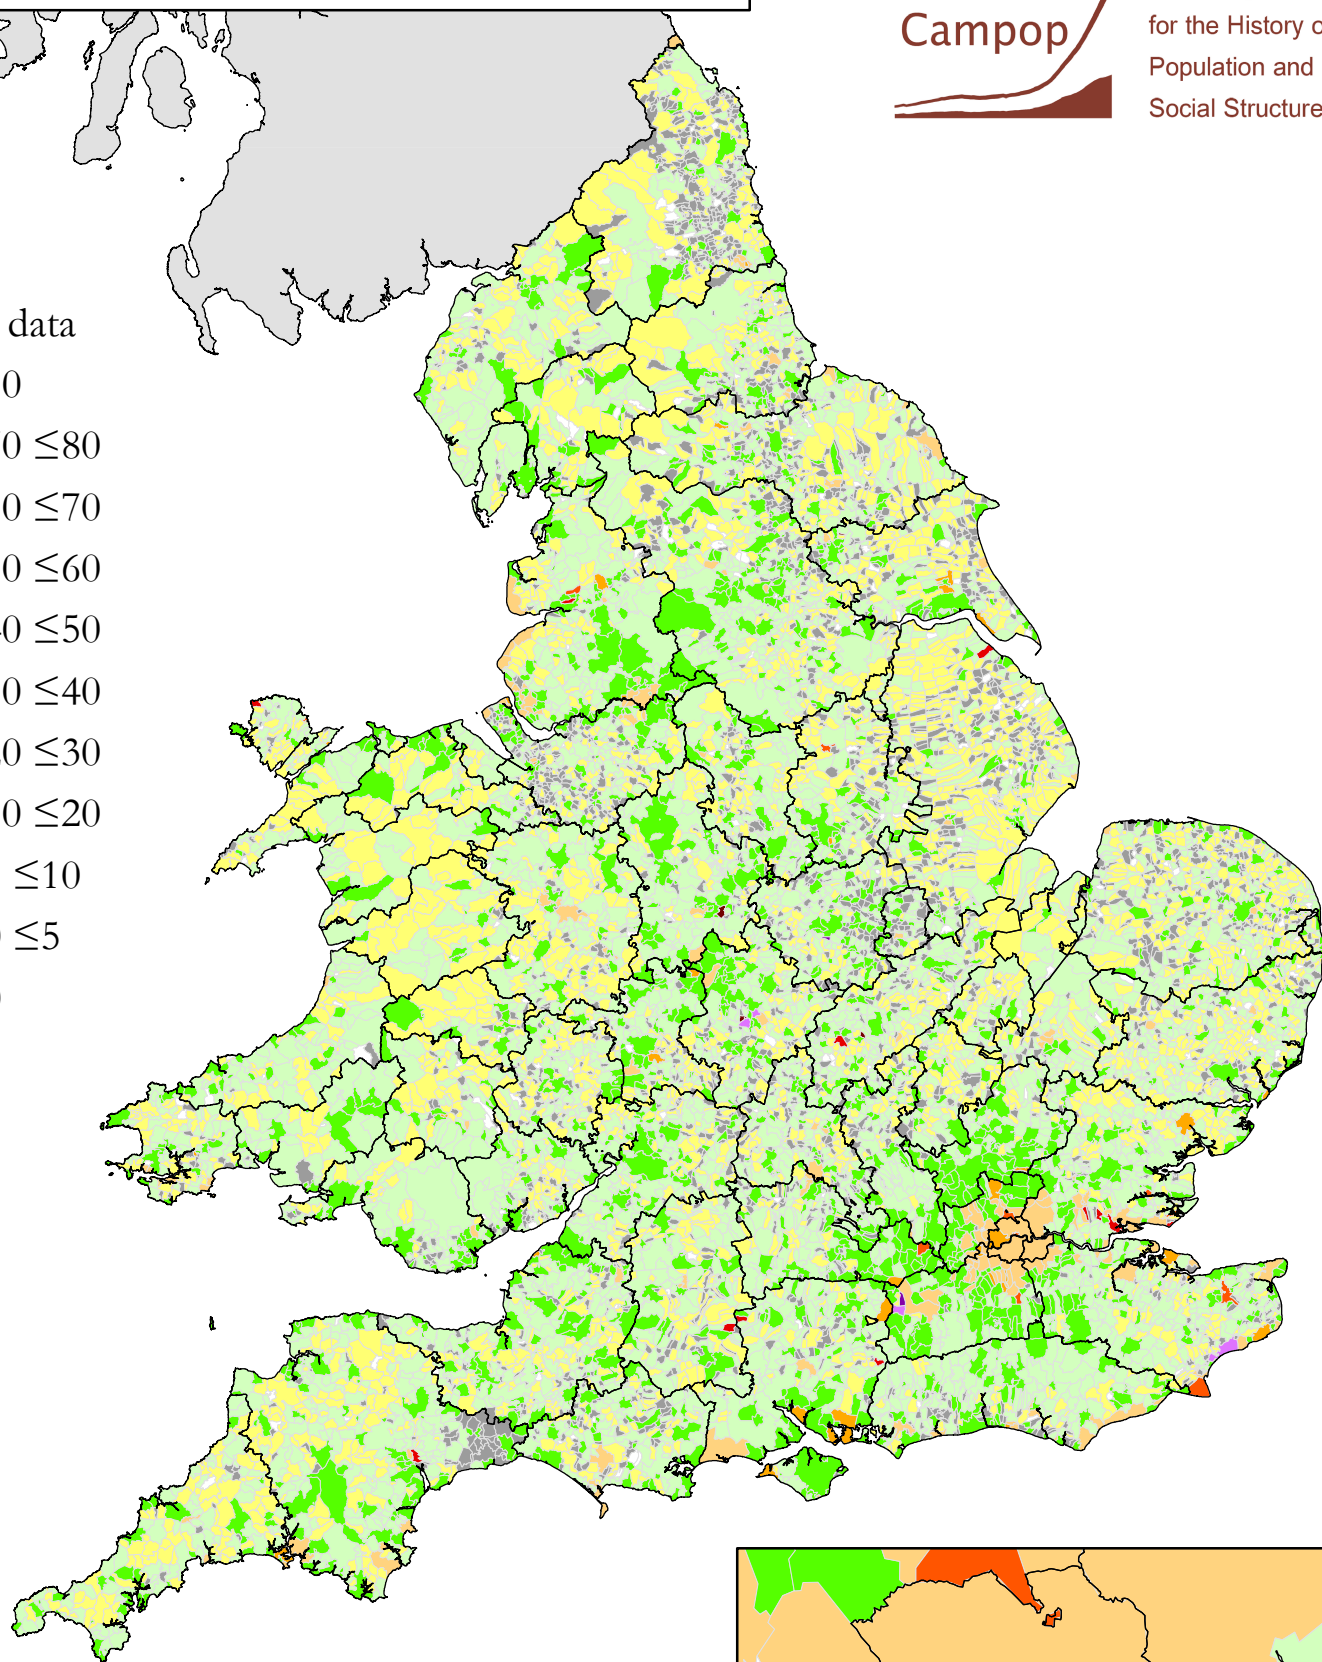 Campop
for the History o
Population and
Social Structure
data
0
0 ≤80
0 ≤70
0 ≤60
0 ≤50
0 ≤40
0 ≤30
0 ≤20
≤10
≤5